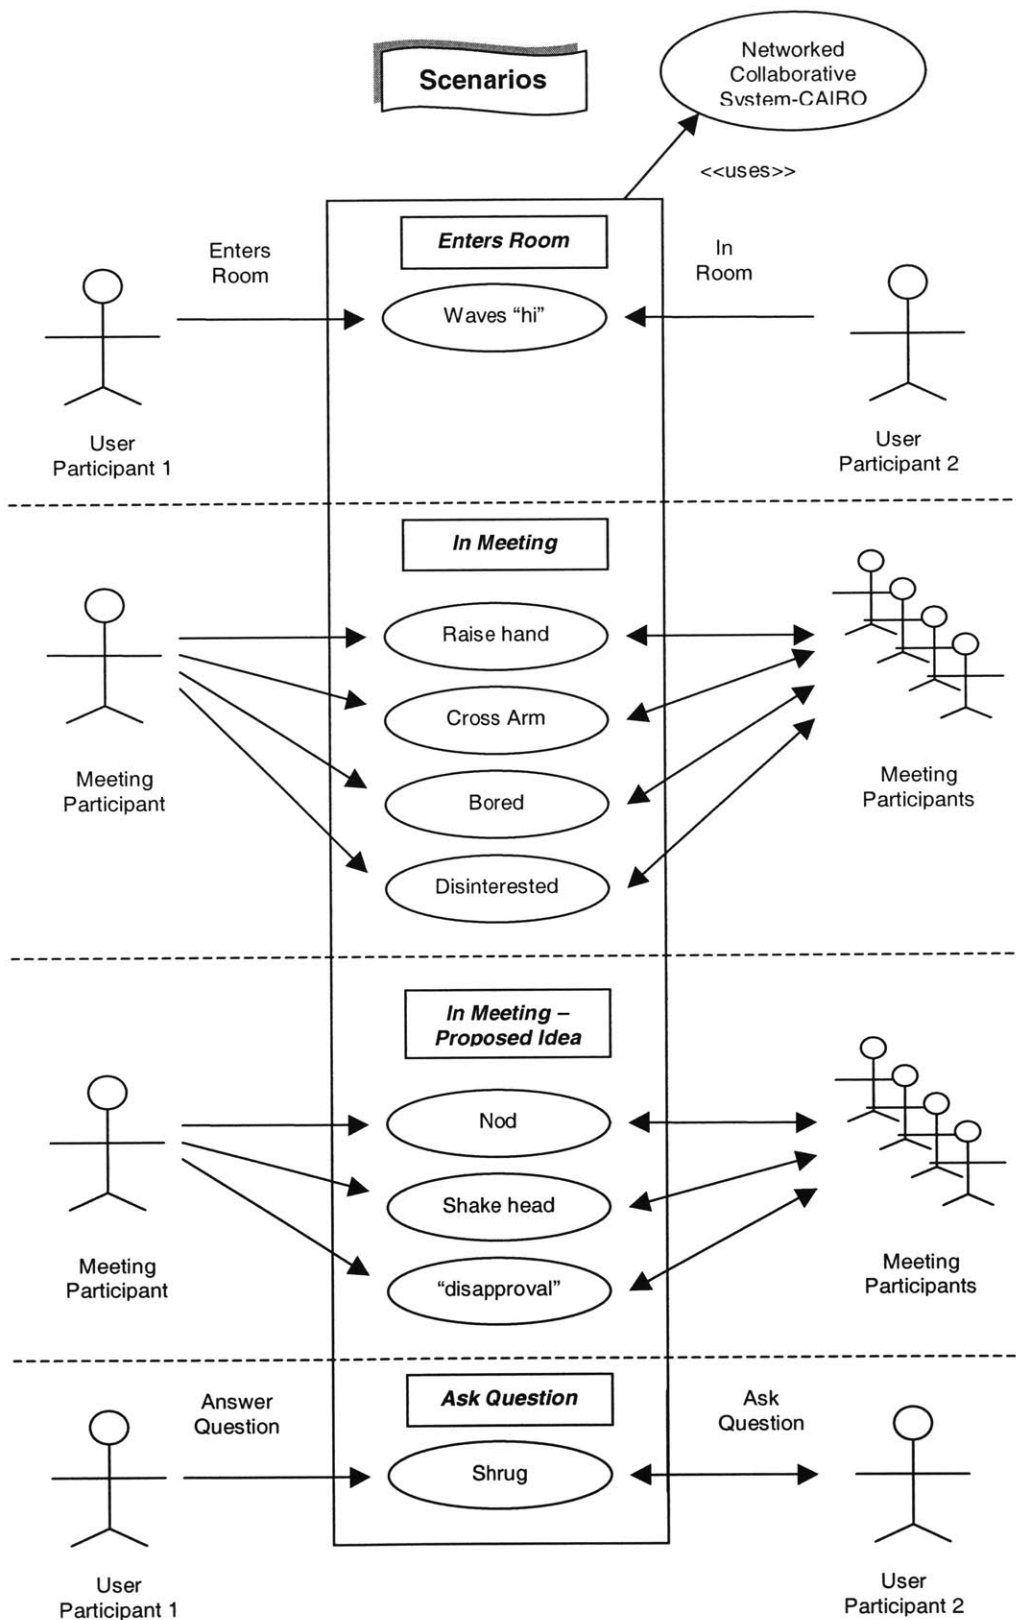 Scenarios
Networked
Collaborative
System-CAIRO
<<uses>>
Enters Room
Enters
Room
In
Room
Waves “hi”
User
Participant 1
User
Participant 2
In Meeting
Raise hand
Cross Arm
Bored
Disinterested
Meeting
Participant
Meeting
Participants
In Meeting –
Proposed Idea
Nod
Shake head
“disapproval”
Meeting
Participant
Meeting
Participants
Ask Question
Answer
Question
Ask
Question
Shrug
User
Participant 1
User
Participant 2